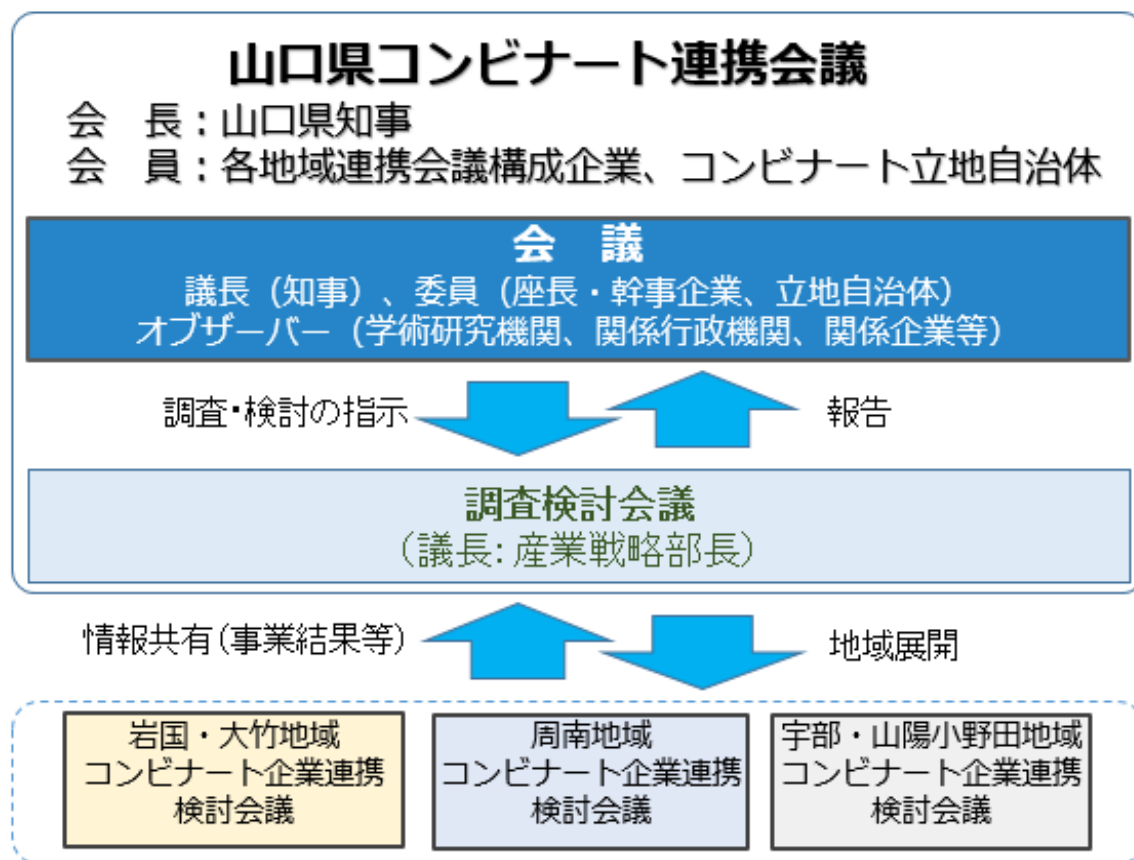 山口県コンビナート連携会議
会　長：山口県知事
会　員：各地域連携会議構成企業、コンビナート立地自治体
会　議
議長（知事）、委員（座長・幹事企業、立地自治体）
オブザーバー（学術研究機関、関係行政機関、関係企業等）
調査・検討の指示
報告
調査検討会議
（議長：産業戦略部長）
情報共有（事業結果等）
地域展開
岩国・大竹地域
コンビナート企業連携
検討会議
周南地域
コンビナート企業連携
検討会議
宇部・山陽小野田地域
コンビナート企業連携
検討会議